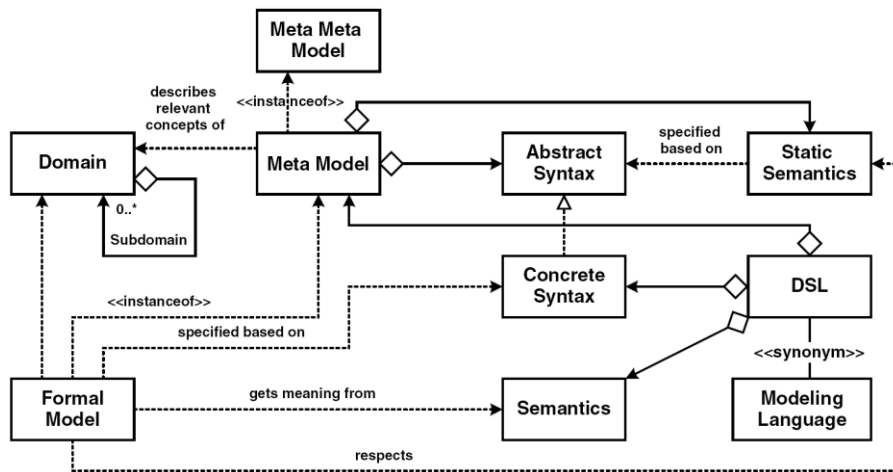 Meta Meta
Model
describes
relevant
concepts of
<<instanceof>>
Domain
Meta Model
Abstract
Syntax
specified
based on
Static
Semantics
0..*
Subdomain
<<instanceof>>
specified based on
Concrete
Syntax
DSL
<<synonym>>
Formal
Model
gets meaning from
Semantics
Modeling
Language
respects